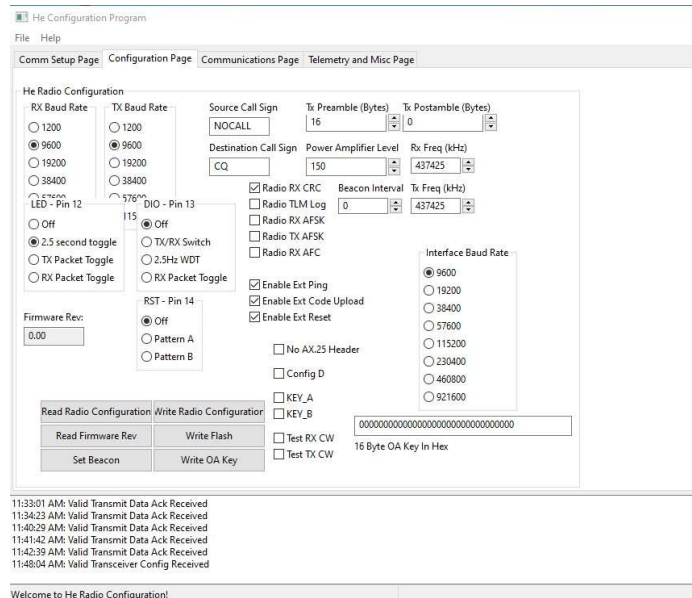 He Configuration Program
File Help
Comm Setup Page Configuration Page Communications Page Telemetry and Misc Page
He Radio Configuration
RX Baud Rate
1200
9600
19200
38400
57600
TX Baud Rate
1200
9600
19200
38400
57600
115
Source Call Sign
NOCALL
Tx Preamble (Bytes)
16
Tx Postamble (Bytes)
0
Destination Call Sign
CQ
Power Amplifier Level
150
Rx Freq (kHz)
437425
Radio RX CRC
Radio TLM Log
Radio RX AFSK
Radio TX AFSK
Radio RX AFC
Beacon Interval
0
Tx Freq (kHz)
437425
LED - Pin 12
Off
2.5 second toggle
TX Packet Toggle
RX Packet Toggle
DIO - Pin 13
Off
TX/RX Switch
2.5Hz WDT
RX Packet Toggle
Enable Ext Ping
Enable Ext Code Upload
Enable Ext Reset
Interface Baud Rate
9600
19200
38400
57600
115200
230400
460800
921600
Firmware Rev:
0.00
RST - Pin 14
Off
Pattern A
Pattern B
No AX.25 Header
Config D
KEY_A
KEY_B
Test RX CW
Test TX CW
Read Radio Configuration Write Radio Configuration
Read Firmware Rev Write Flash
Set Beacon Write OA Key
00000000000000000000000000000000
16 Byte OA Key In Hex
11:33:01 AM: Valid Transmit Data Ack Received
11:34:23 AM: Valid Transmit Data Ack Received
11:40:29 AM: Valid Transmit Data Ack Received
11:41:42 AM: Valid Transmit Data Ack Received
11:42:39 AM: Valid Transmit Data Ack Received
11:48:04 AM: Valid Transceiver Config Received
Welcome to He Radio Configuration!